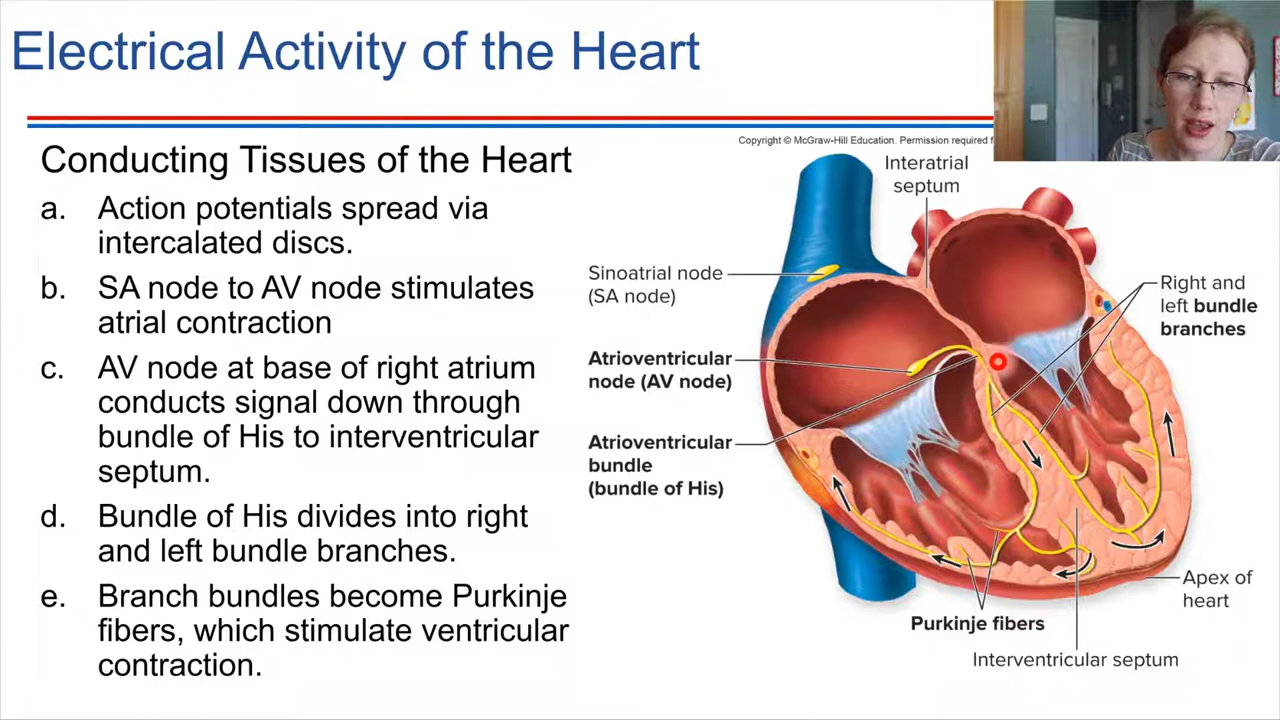 Electrical Activity of the Heart
Copyright © McGraw-Hill Education. Permission required
Conducting Tissues of the Heart
a. Action potentials spread via
intercalated discs.
b. SA node to AV node stimulates
atrial contraction
c. AV node at base of right atrium
conducts signal down through
bundle of His to interventricular
septum.
d. Bundle of His divides into right
and left bundle branches.
e. Branch bundles become Purkinje
fibers, which stimulate ventricular
contraction.
Interatrial
septum
Sinoatrial node
(SA node)
Atrioventricular
node (AV node)
Atrioventricular
bundle
(bundle of His)
Right and
left bundle
branches
Apex of
heart
Purkinje fibers
Interventricular septum